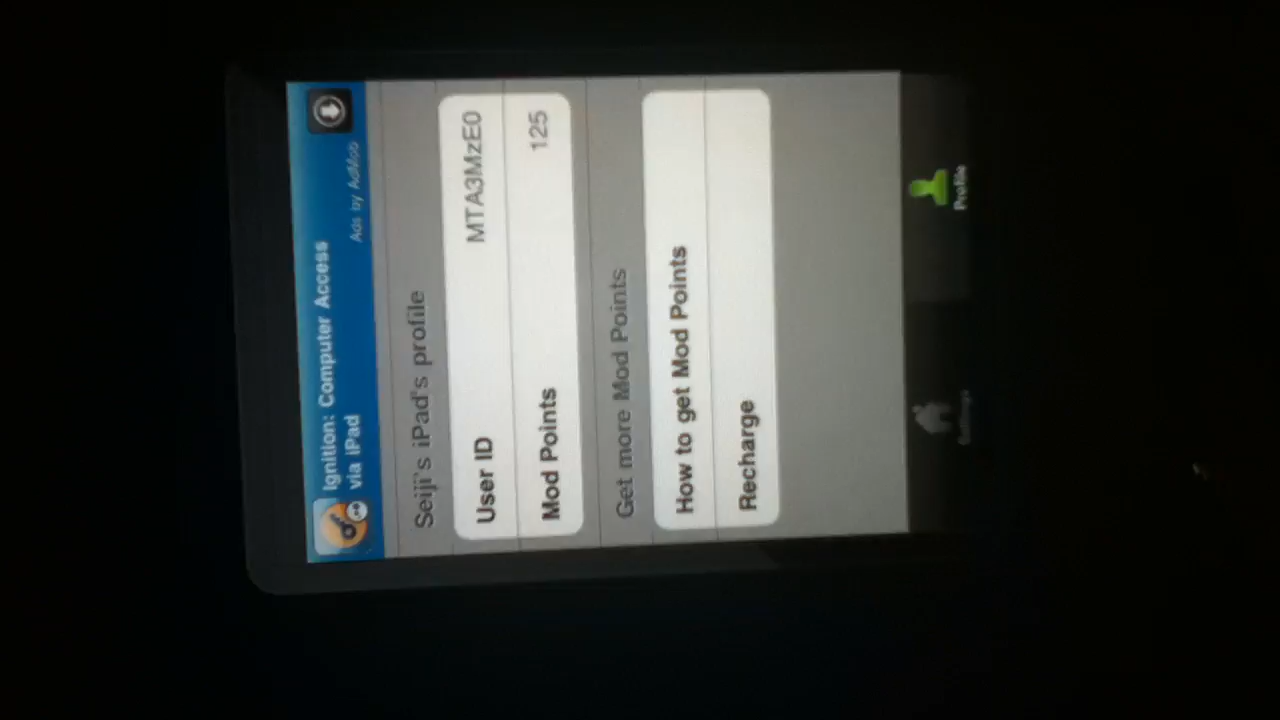 Ignition: Computer Access
via iPad
Ads by AdMob
Seiji's iPad's profile
User ID MTA3MzE0
Mod Points 125
Get more Mod Points
How to get Mod Points
Recharge
Settings Profile